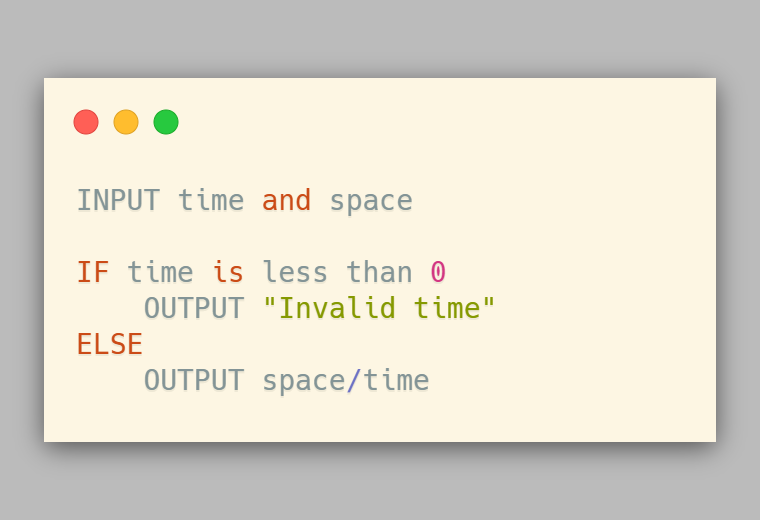 INPUT time and space
IF time is less than 0
    OUTPUT "Invalid time"
ELSE
    OUTPUT space/time